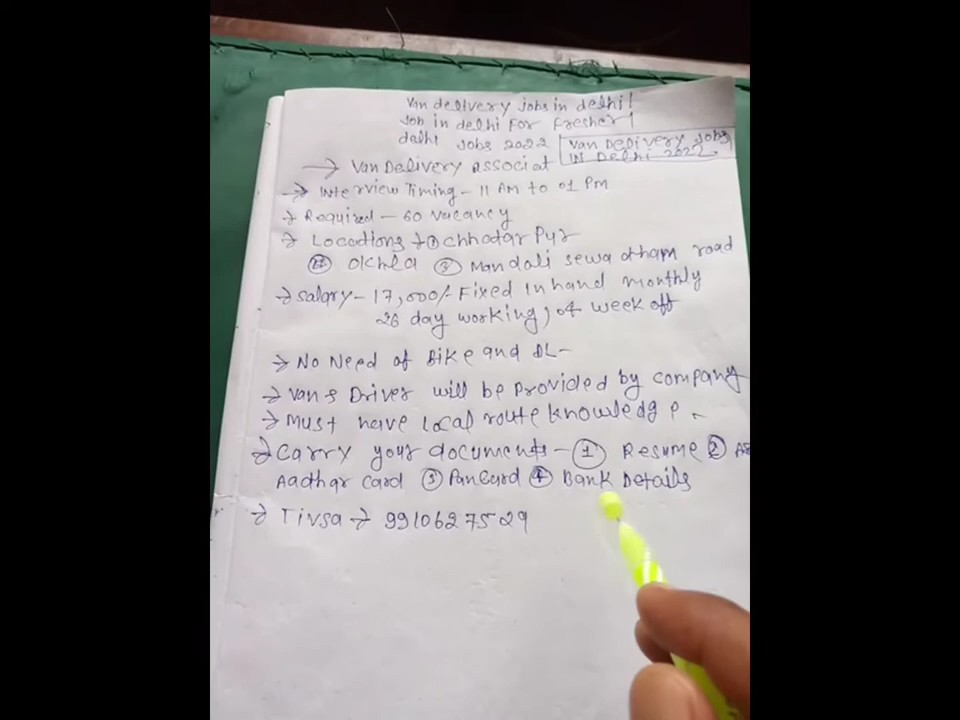 Van delivery jobs in delhi!
Job in delhi For Fresher!
delhi jobs 2022
Van Delivery Jobs
IN Delhi 2022
→ Van Delivery Associat
→ Interview Timing - 11 AM to 01 Pm
→ Required - 60 Vacancy
→ Locations → ① Chhatar Pur
② Okhla ③ Mandali sewa dham road
→ Salary - 17,000/- Fixed In hand monthly
26 day working, 04 week off
→ No Need of Bike and DL-
→ Van & Driver will be Provided by company
→ Must have Local route knowledge
→ Carry your documents - ① Resume ②
Aadhar Card ③ Pan Card ④ Bank Details
→ Tivsa → 9910627529